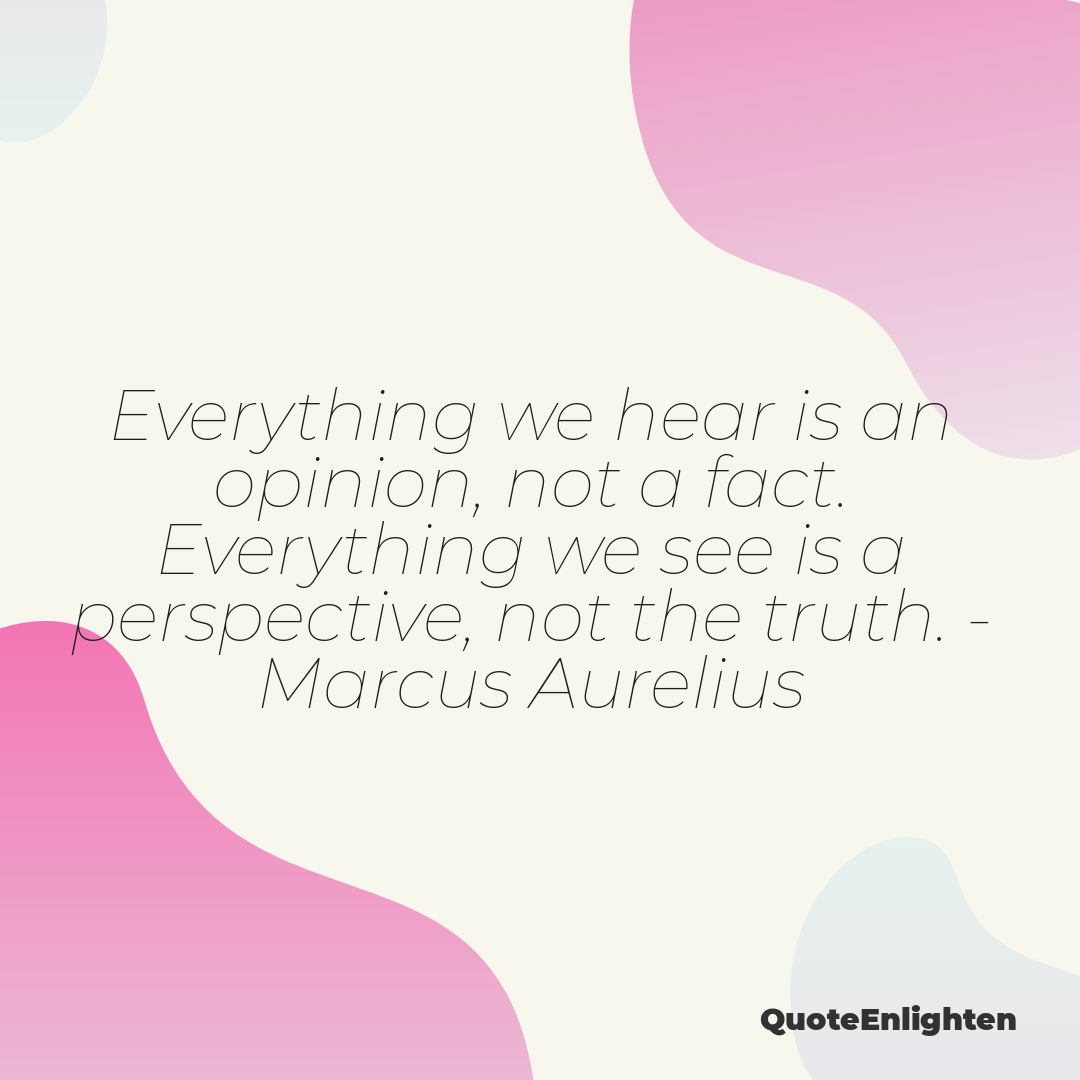 Everything we hear is an
opinion, not a fact.
Everything we see is a
perspective, not the truth. -
Marcus Aurelius
QuoteEnlighten